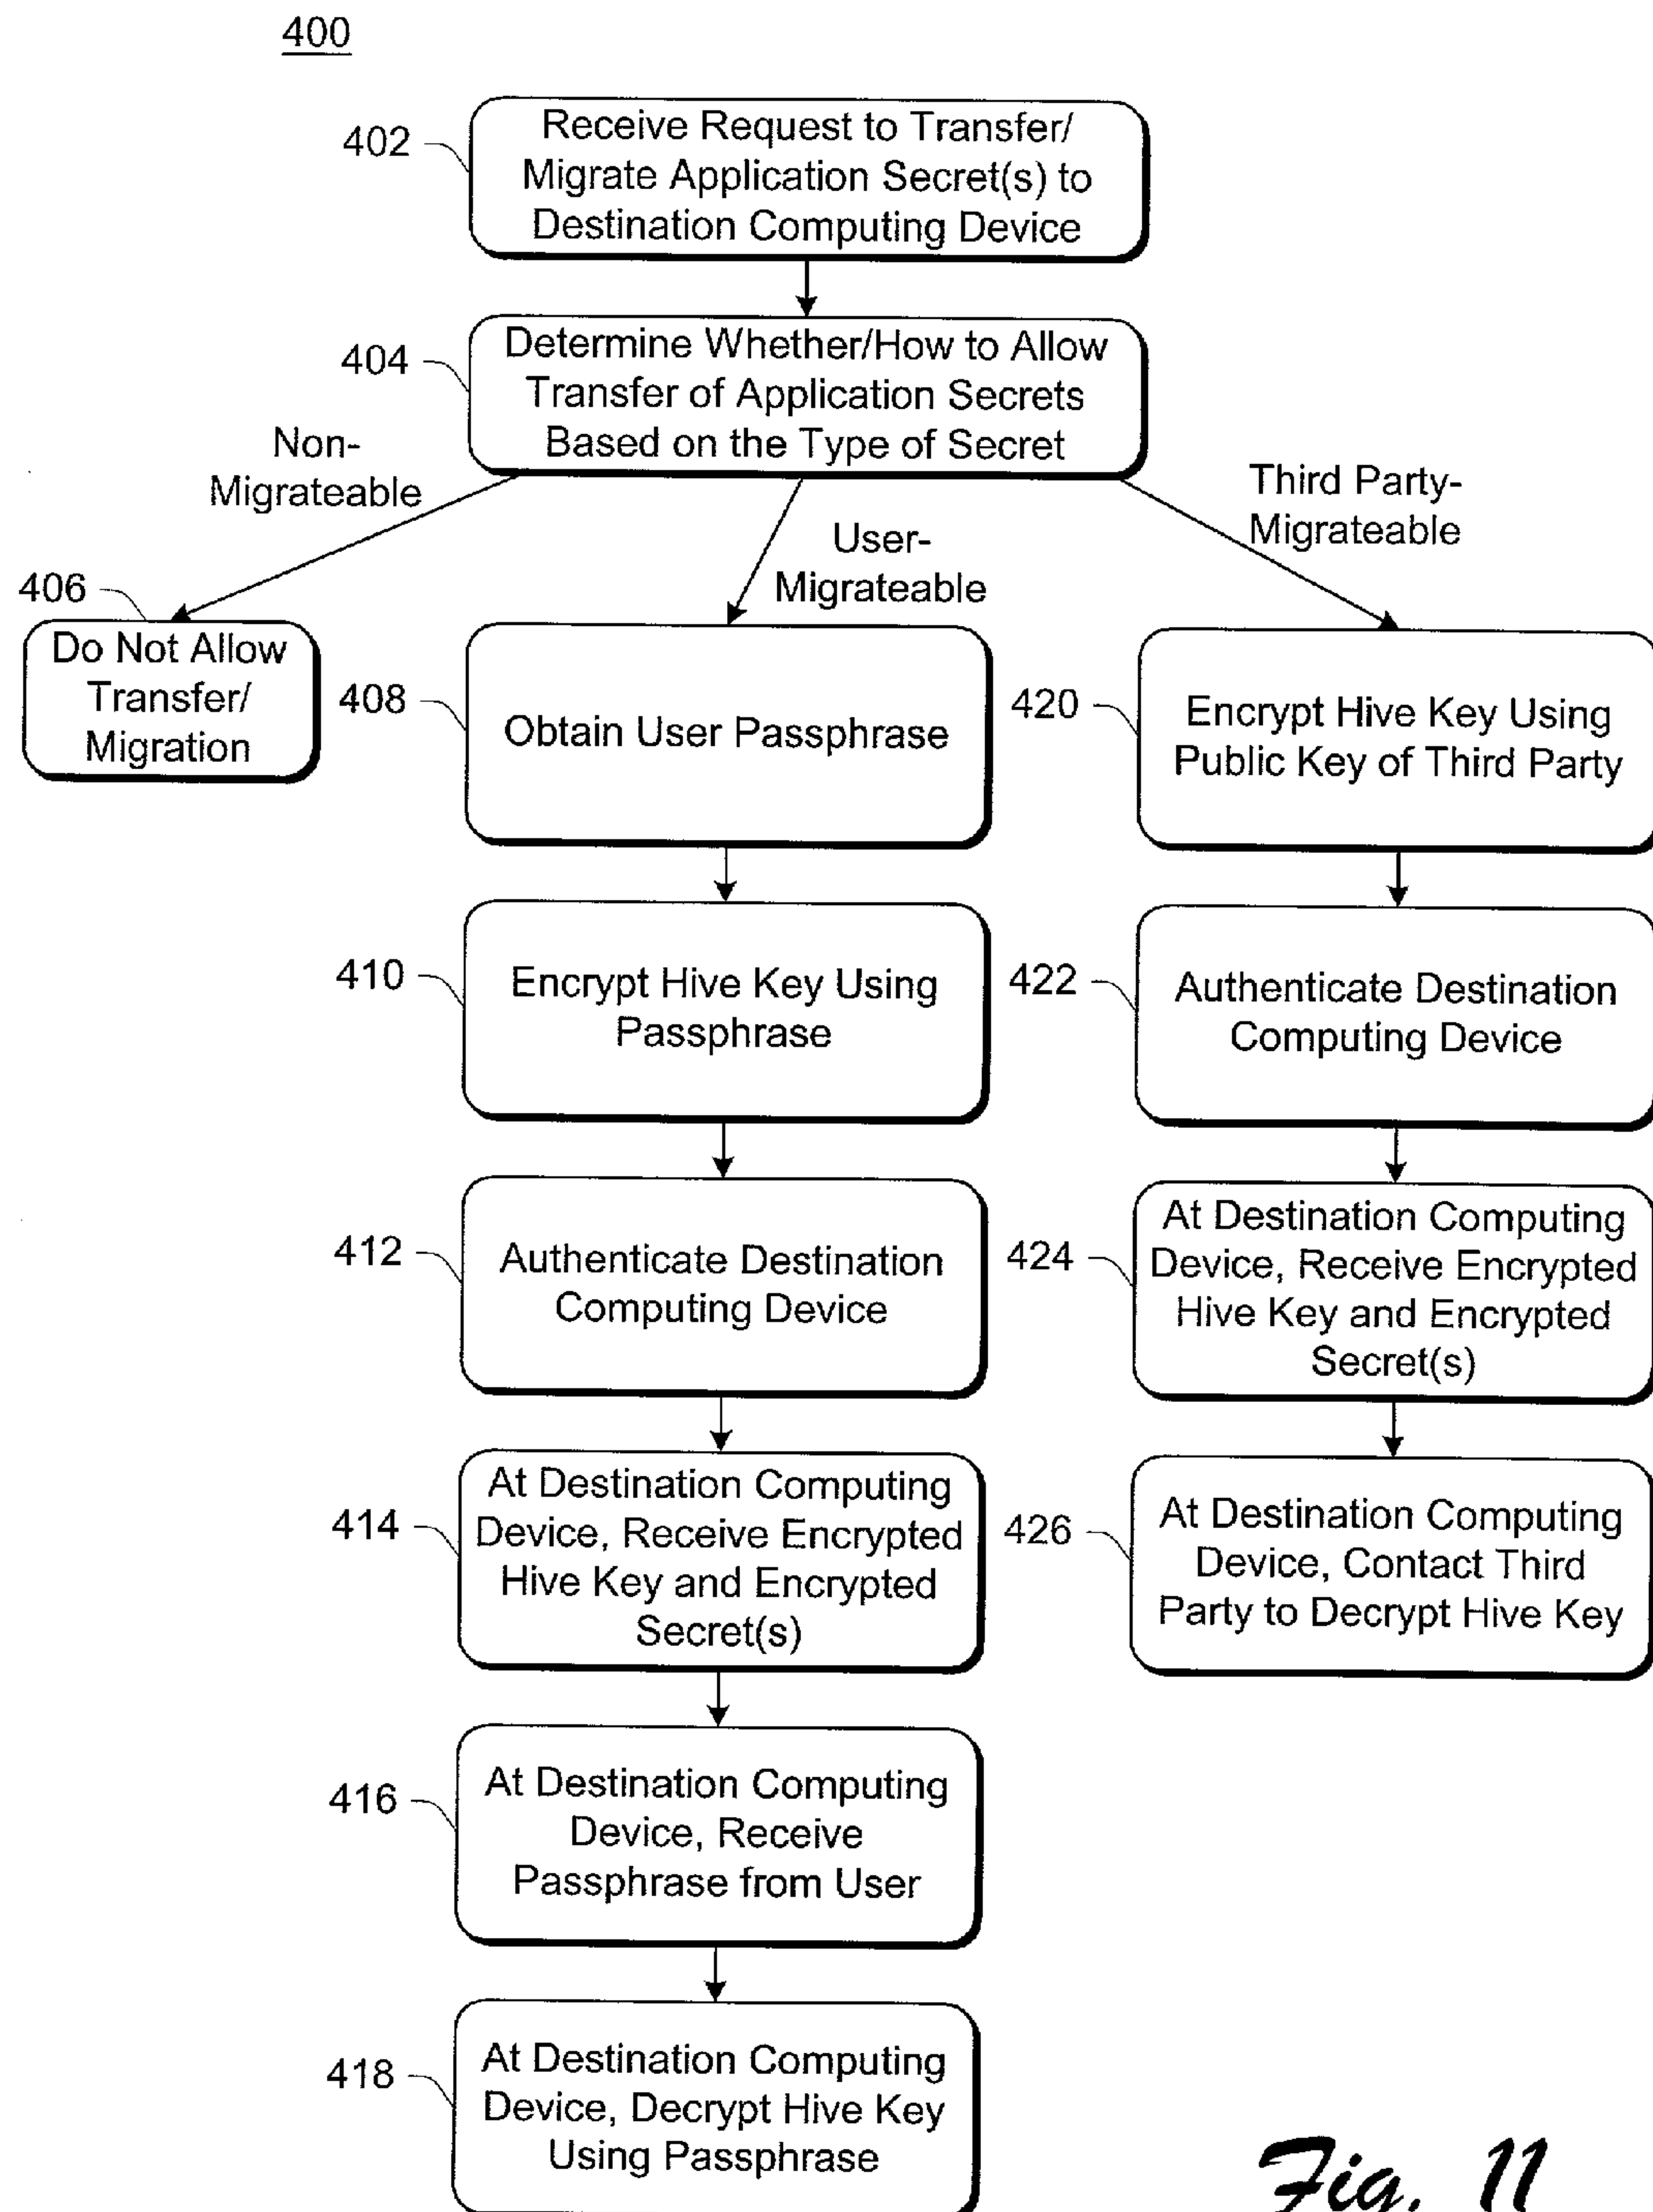 400
402
Receive Request to Transfer/
Migrate Application Secret(s) to
Destination Computing Device
404
Determine Whether/How to Allow
Transfer of Application Secrets
Based on the Type of Secret
Non-
Migrateable
User-
Migrateable
Third Party-
Migrateable
406
Do Not Allow
Transfer/
Migration
408
Obtain User Passphrase
410
Encrypt Hive Key Using
Passphrase
412
Authenticate Destination
Computing Device
414
At Destination Computing
Device, Receive Encrypted
Hive Key and Encrypted
Secret(s)
416
At Destination Computing
Device, Receive
Passphrase from User
418
At Destination Computing
Device, Decrypt Hive Key
Using Passphrase
420
Encrypt Hive Key Using
Public Key of Third Party
422
Authenticate Destination
Computing Device
424
At Destination Computing
Device, Receive Encrypted
Hive Key and Encrypted
Secret(s)
426
At Destination Computing
Device, Contact Third
Party to Decrypt Hive Key
Fig. 11